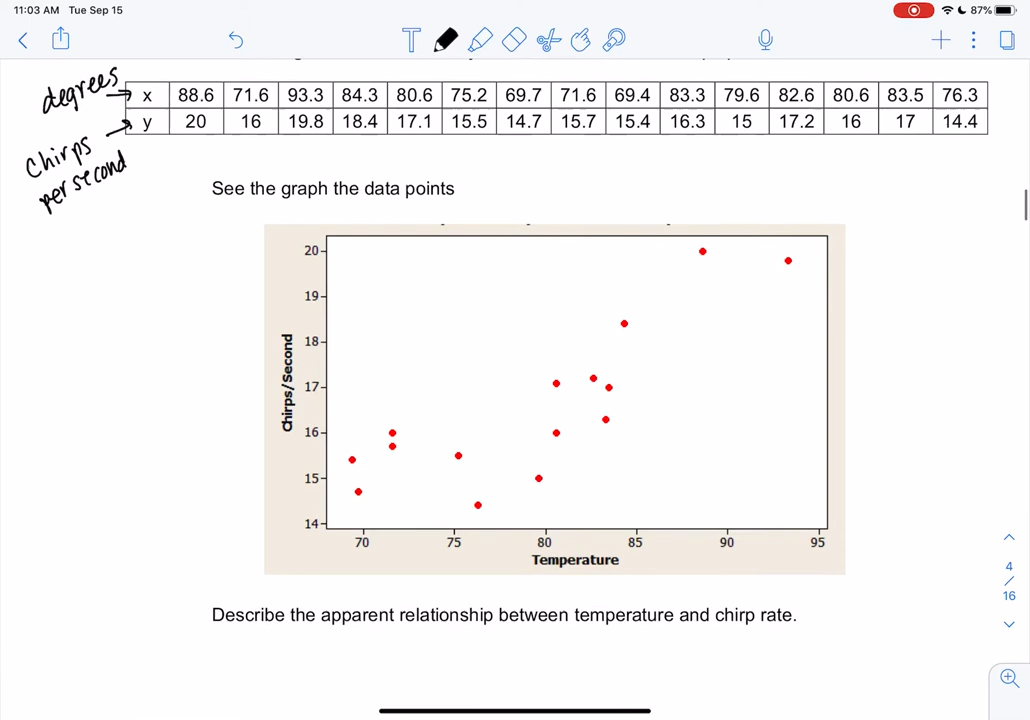 11:03 AM Tue Sep 15
87%
T
degrees
x 88.6 71.6 93.3 84.3 80.6 75.2 69.7 71.6 69.4 83.3 79.6 82.6 80.6 83.5 76.3
y 20 16 19.8 18.4 17.1 15.5 14.7 15.7 15.4 16.3 15 17.2 16 17 14.4
Chirps
per second
See the graph the data points
20
19
18
17
16
15
14
Chirps/Second
70 75 80 85 90 95
Temperature
4
/
16
Describe the apparent relationship between temperature and chirp rate.